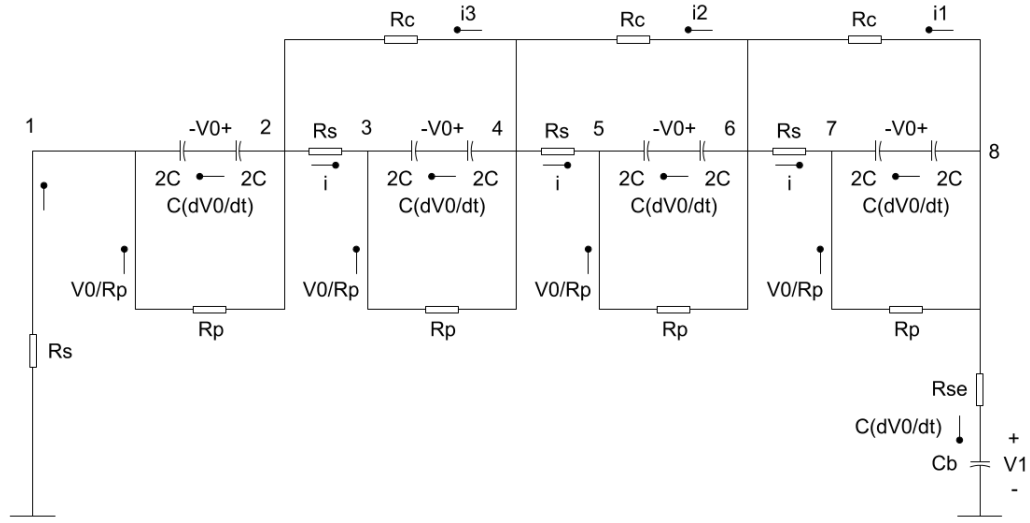 Rc i3 Rc i2 Rc i1
1 -V0+ 2 Rs 3 -V0+ 4 Rs 5 -V0+ 6 Rs 7 -V0+ 8
2C 2C i 2C 2C i 2C 2C i 2C 2C
C(dV0/dt) C(dV0/dt) C(dV0/dt) C(dV0/dt)
V0/Rp V0/Rp V0/Rp V0/Rp
Rp Rp Rp Rp
Rs
Rse
C(dV0/dt)
+
Cb V1
-